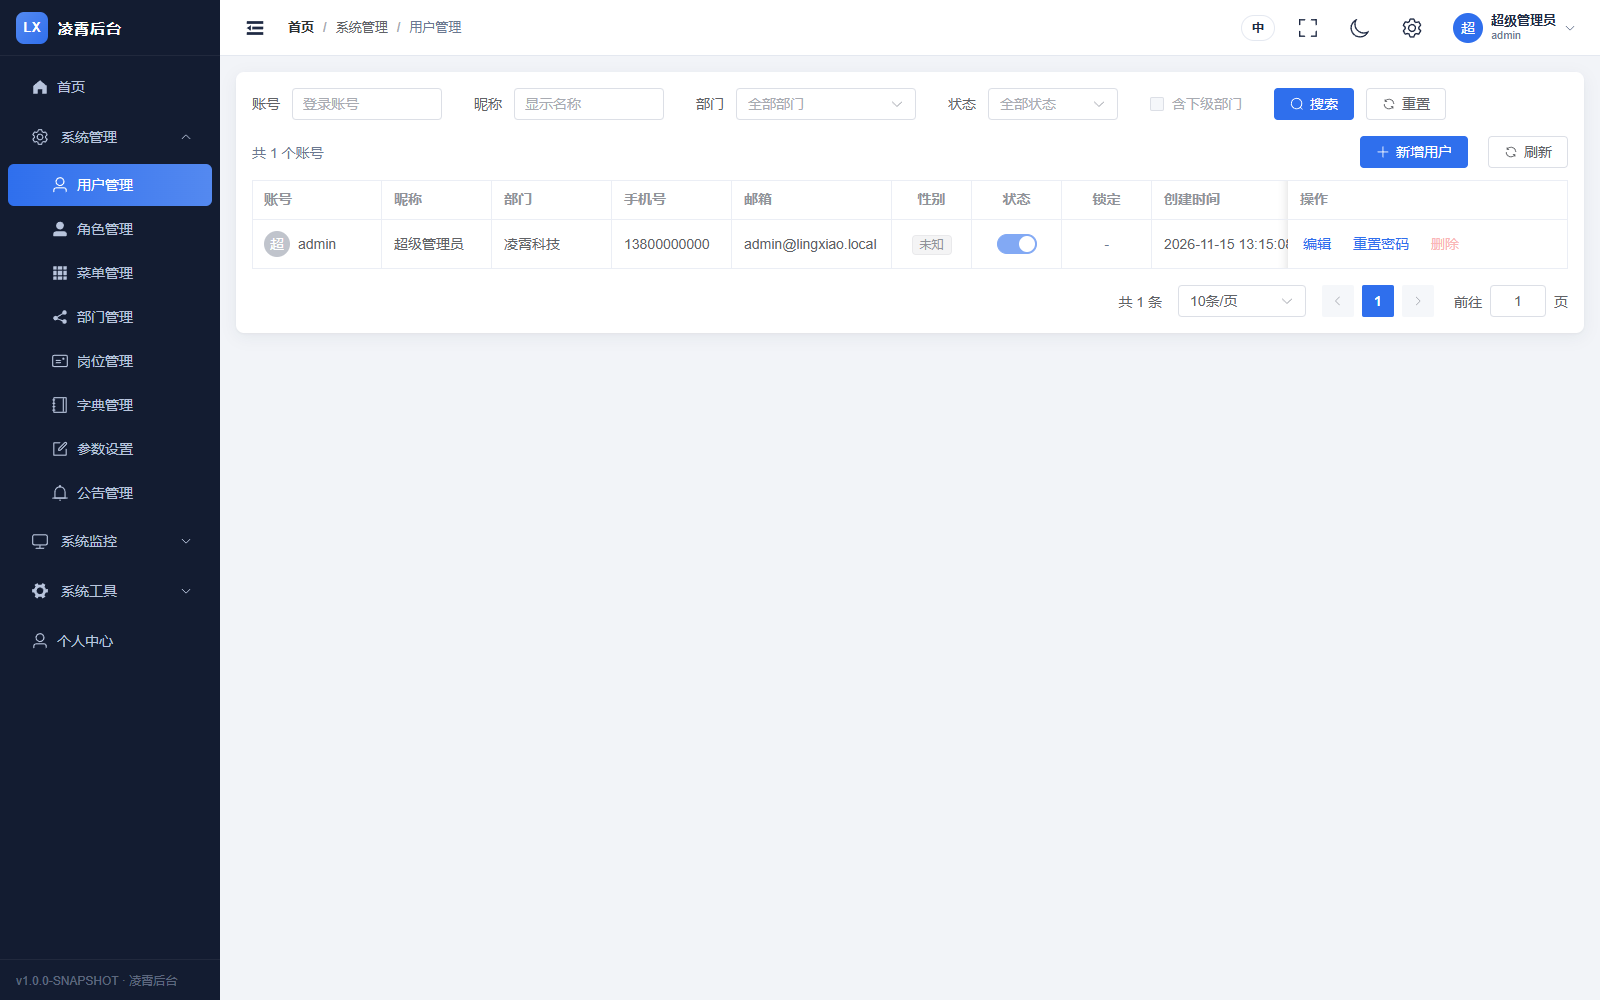 LX 凌霄后台
首页
系统管理
用户管理
角色管理
菜单管理
部门管理
岗位管理
字典管理
参数设置
公告管理
系统监控
系统工具
个人中心
v1.0.0-SNAPSHOT · 凌霄后台
首页 / 系统管理 / 用户管理
中
超 超级管理员
admin
账号 登录账号 昵称 显示名称 部门 全部部门 状态 全部状态 含下级部门 搜索 重置
共 1 个账号 新增用户 刷新
账号 昵称 部门 手机号 邮箱 性别 状态 锁定 创建时间 操作
超 admin 超级管理员 凌霄科技 13800000000 admin@lingxiao.local 未知 - 2026-11-15 13:15:08 编辑 重置密码 删除
共 1 条 10条/页 1 前往 1 页